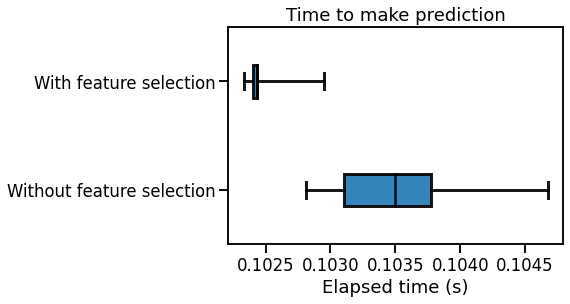 Time to make prediction
With feature selection
Without feature selection
0.1025 0.1030 0.1035 0.1040 0.1045
Elapsed time (s)